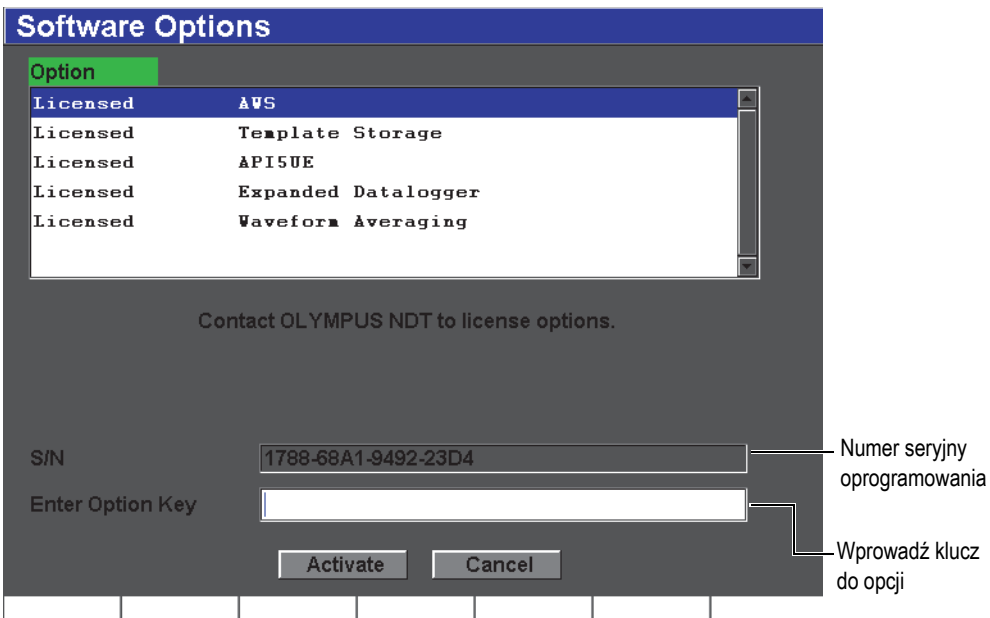 Software Options
Option
Licensed AWS
Licensed Template Storage
Licensed API5UE
Licensed Expanded Datalogger
Licensed Waveform Averaging
Contact OLYMPUS NDT to license options.
S/N 1788-68A1-9492-23D4
Numer seryjny
oprogramowania
Enter Option Key
Wprowadź klucz
do opcji
Activate Cancel